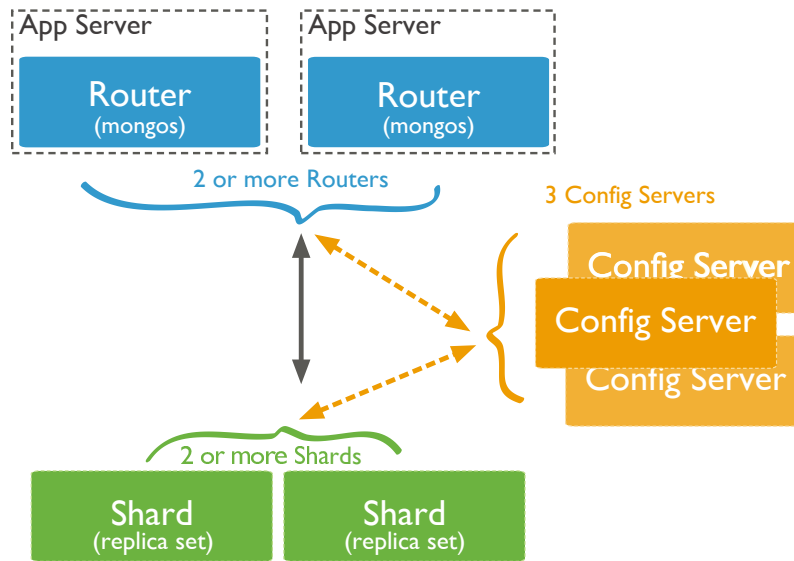 App Server
App Server
Router
(mongos)
Router
(mongos)
2 or more Routers
3 Config Servers
Config Server
Config Server
Config Server
2 or more Shards
Shard
(replica set)
Shard
(replica set)